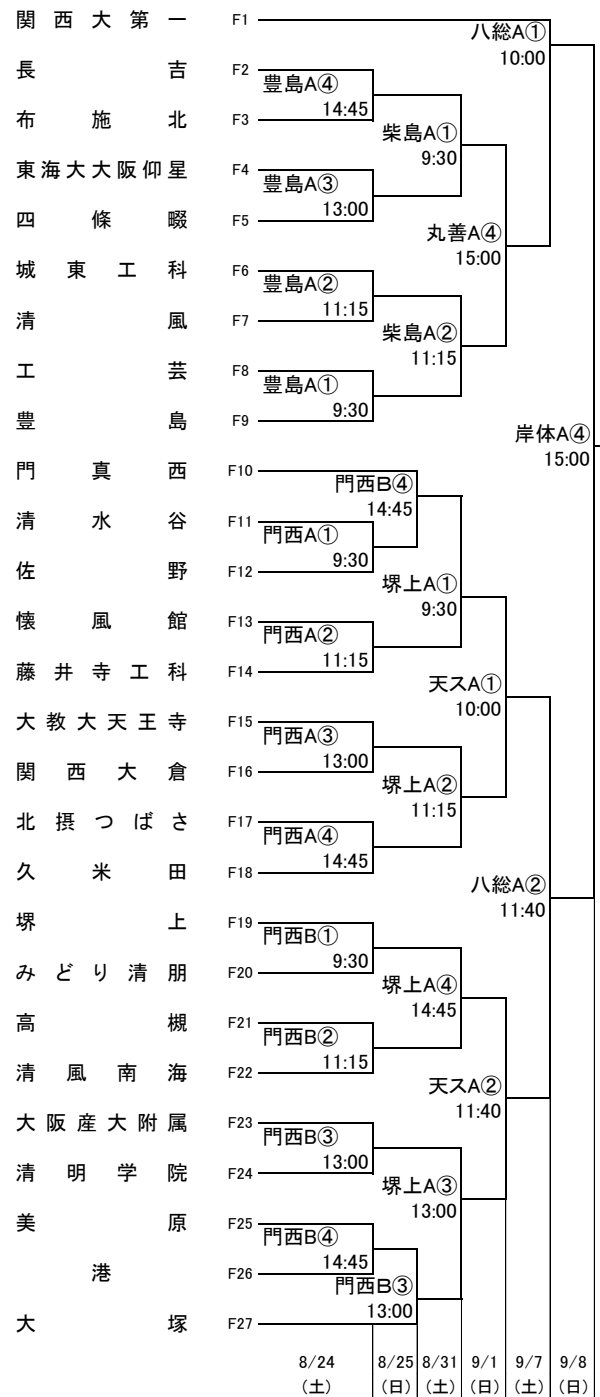 関西大第一 F1
八総A①
10:00
長吉 F2
豊島A④
14:45
布施北 F3
柴島A①
9:30
東海大大阪仰星 F4
豊島A③
13:00
四條畷 F5
丸善A④
15:00
城東工科 F6
豊島A②
11:15
清風 F7
柴島A②
11:15
工芸 F8
豊島A①
9:30
豊島 F9
岸体A④
15:00
門真西 F10
門西B④
14:45
清水谷 F11
門西A①
9:30
佐野 F12
堺上A①
9:30
懐風館 F13
門西A②
11:15
藤井寺工科 F14
天スA①
10:00
大教大天王寺 F15
門西A③
13:00
関西大倉 F16
堺上A②
11:15
北摂つばさ F17
門西A④
14:45
久米田 F18
八総A②
11:40
堺上 F19
門西B①
9:30
みどり清朋 F20
堺上A④
14:45
高槻 F21
門西B②
11:15
清風南海 F22
天スA②
11:40
大阪産大附属 F23
門西B③
13:00
清明学院 F24
堺上A③
13:00
美原 F25
門西B④
14:45
港 F26
門西B③
13:00
大塚 F27
8/24 8/25 8/31 9/1 9/7 9/8
(土) (日) (土) (日) (土) (日)